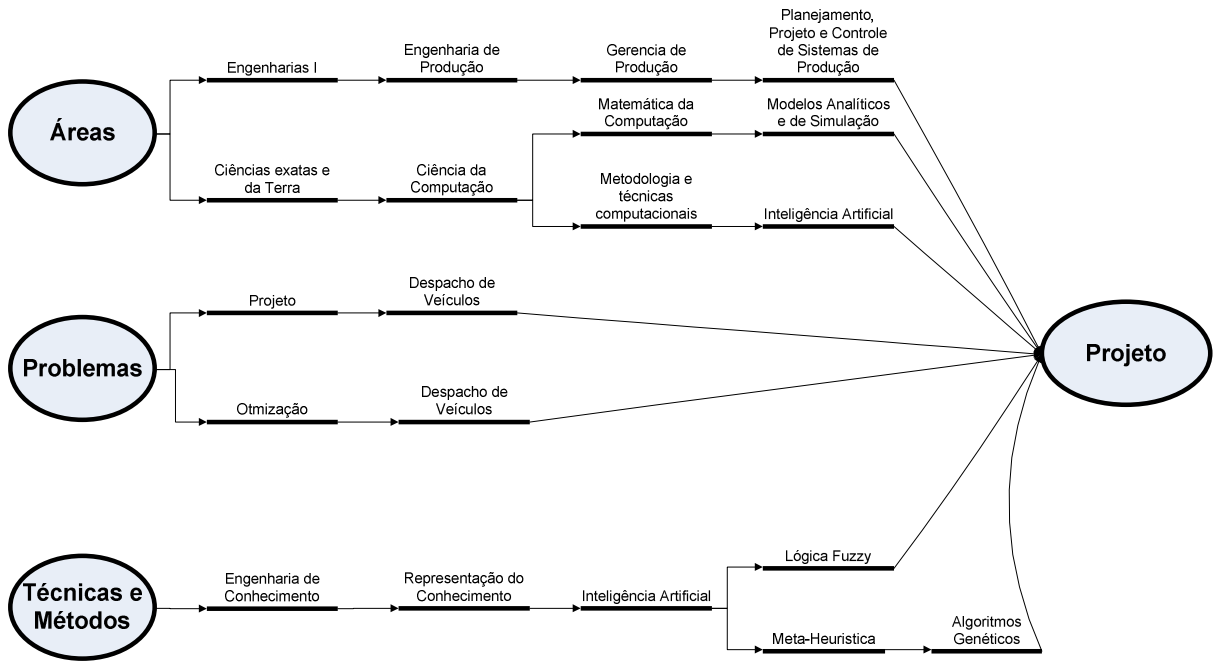 Planejamento,
Projeto e Controle
de Sistemas de
Produção
Engenharias I
Engenharia de
Produção
Gerencia de
Produção
Áreas
Matemática da
Computação
Modelos Analíticos
e de Simulação
Ciências exatas e
da Terra
Ciência da
Computação
Metodologia e
técnicas
computacionais
Inteligência Artificial
Projeto
Despacho de
Veículos
Problemas
Projeto
Otmização
Despacho de
Veículos
Técnicas e
Métodos
Engenharia de
Conhecimento
Representação do
Conhecimento
Inteligência Artificial
Lógica Fuzzy
Meta-Heuristica
Algoritmos
Genéticos